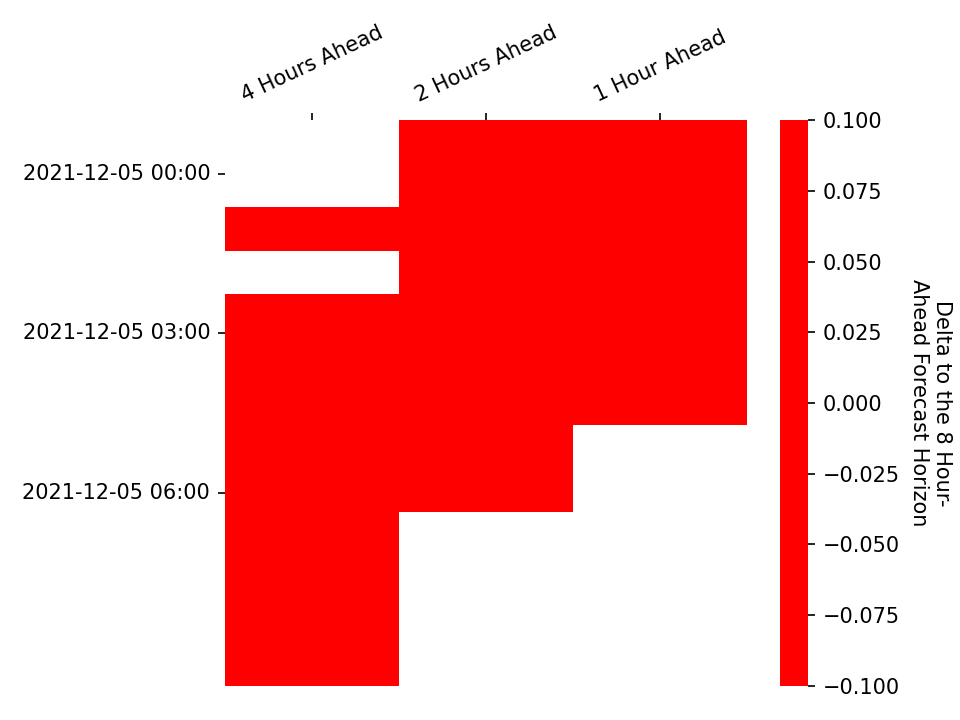 4 Hours Ahead
2 Hours Ahead
1 Hour Ahead
2021-12-05 00:00
2021-12-05 03:00
2021-12-05 06:00
0.100
0.075
0.050
0.025
0.000
−0.025
−0.050
−0.075
−0.100
Delta to the 8 Hour-
Ahead Forecast Horizon